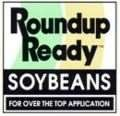 Roundup
Ready™
SOYBEANS
FOR OVER THE TOP APPLICATION